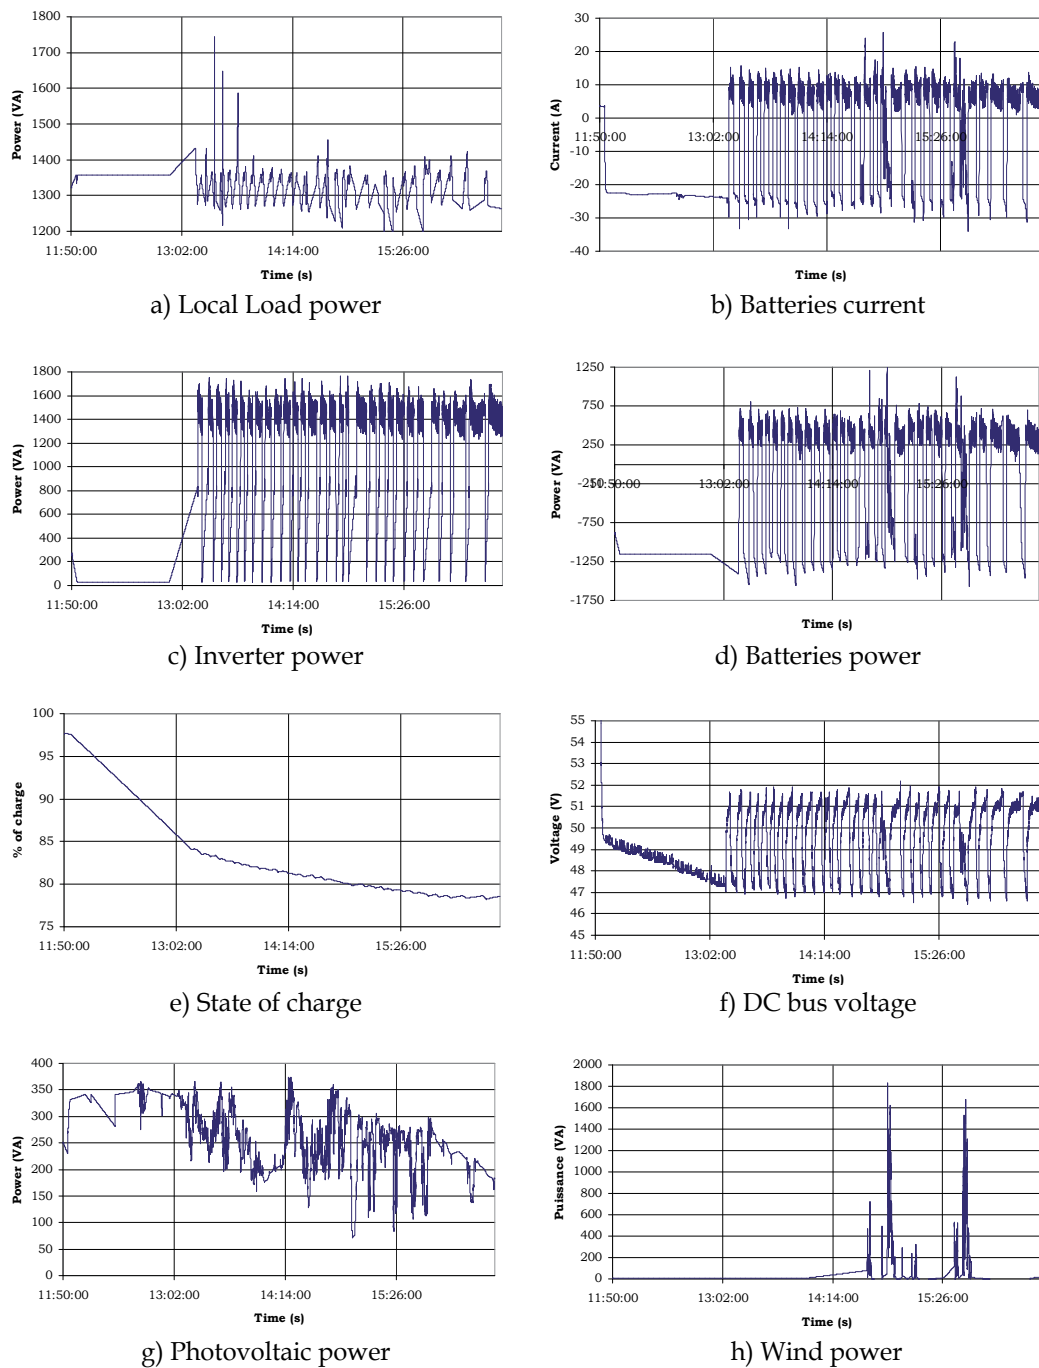 1800
1700
1600
1500
1400
1300
1200
Power (VA)
11:50:00 13:02:00 14:14:00 15:26:00
Time (s)
a) Local Load power
30
20
10
0
-10
-20
-30
-40
Current (A)
11:50:00 13:02:00 14:14:00 15:26:00
Time (s)
b) Batteries current
1800
1600
1400
1200
1000
800
600
400
200
0
Power (VA)
11:50:00 13:02:00 14:14:00 15:26:00
Time (s)
c) Inverter power
1250
750
250
-250
-750
-1250
-1750
Power (VA)
11:50:00 13:02:00 14:14:00 15:26:00
Time (s)
d) Batteries power
100
95
90
85
80
75
% of charge
11:50:00 13:02:00 14:14:00 15:26:00
Time (s)
e) State of charge
55
54
53
52
51
50
49
48
47
46
45
Voltage (V)
11:50:00 13:02:00 14:14:00 15:26:00
Time (s)
f) DC bus voltage
400
350
300
250
200
150
100
50
0
Power (VA)
11:50:00 13:02:00 14:14:00 15:26:00
Time (s)
g) Photovoltaic power
2000
1800
1600
1400
1200
1000
800
600
400
200
0
Puissance (VA)
11:50:00 13:02:00 14:14:00 15:26:00
Time (s)
h) Wind power